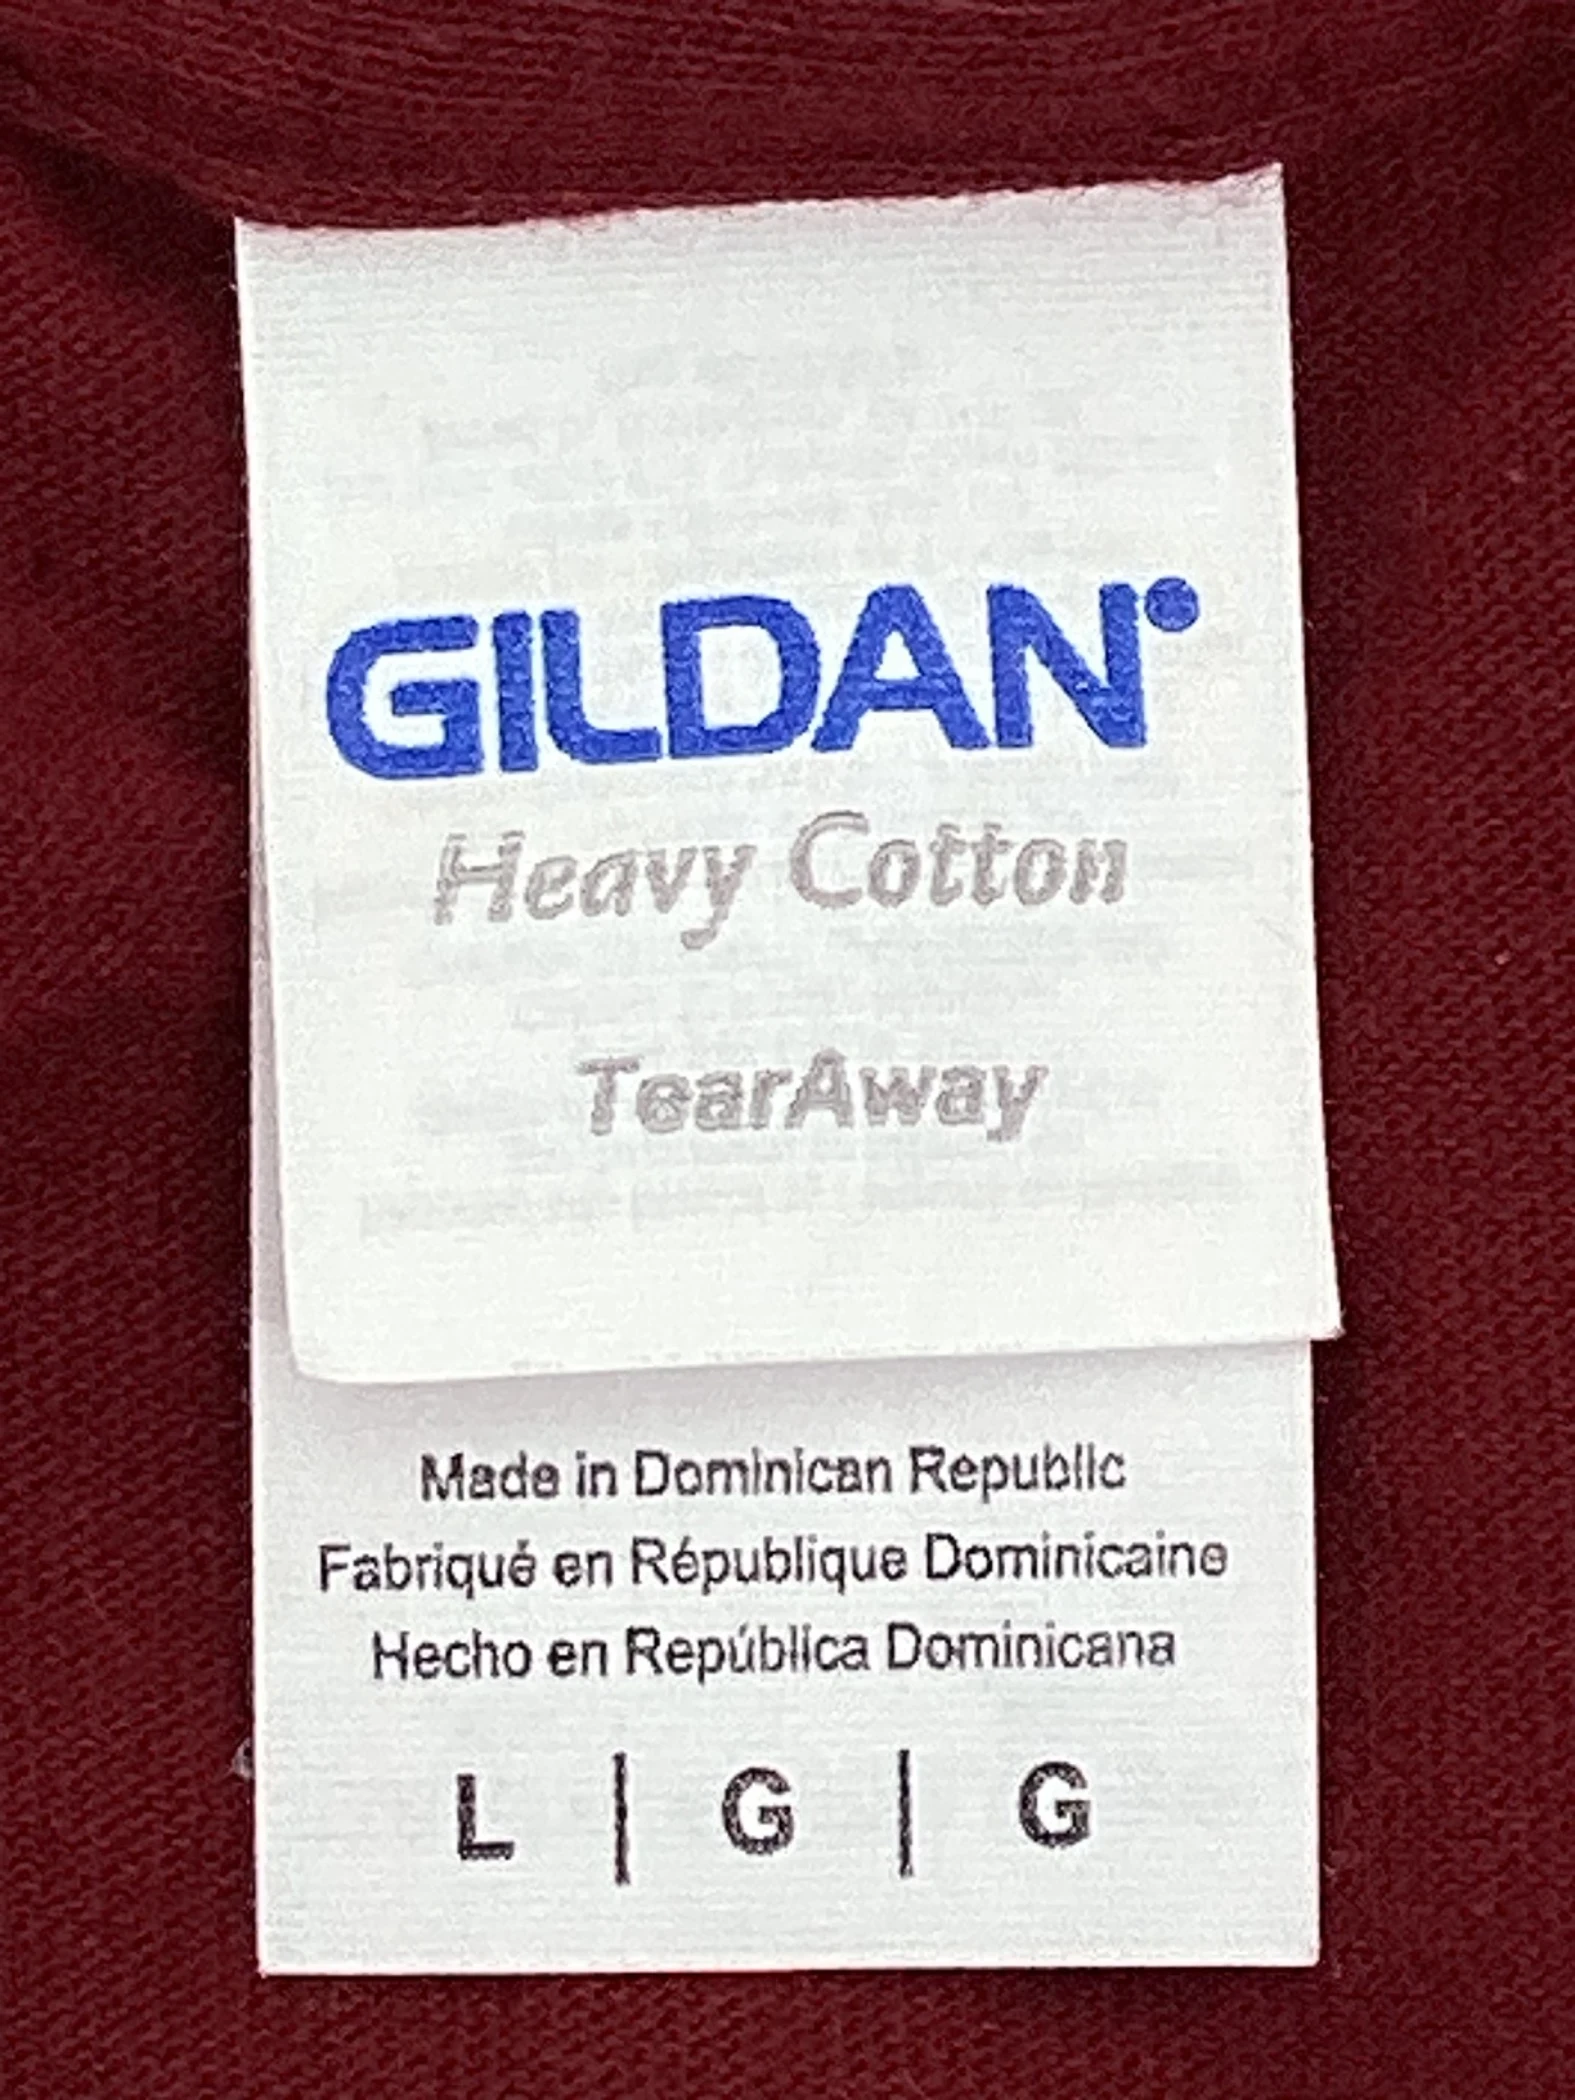 GILDAN
Heavy Cotton
TearAway
Made in Dominican Republic
Fabriqué en République Dominicaine
Hecho en República Dominicana
L | G | G